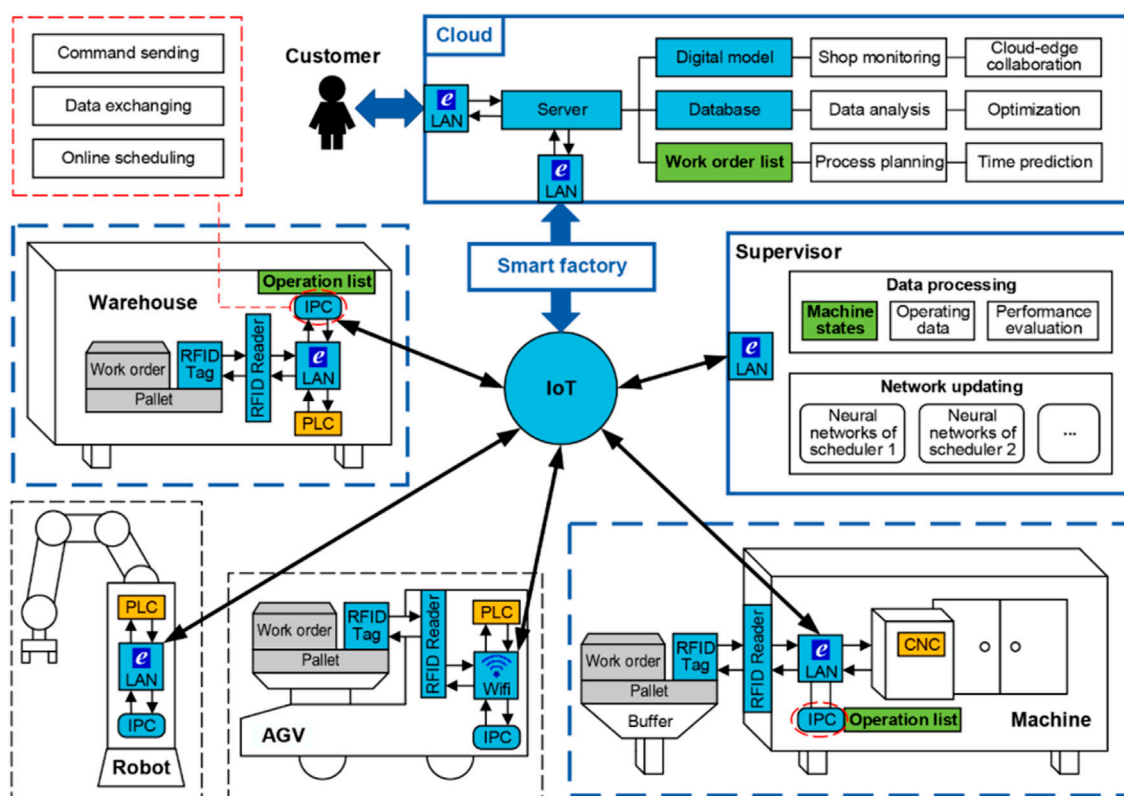 Command sending
Data exchanging
Online scheduling
Customer
Cloud
e
LAN
Server
e
LAN
Digital model
Shop monitoring
Cloud-edge
collaboration
Database
Data analysis
Optimization
Work order list
Process planning
Time prediction
Smart factory
IoT
Warehouse
Operation list
IPC
Work order
Pallet
RFID
Tag
RFID Reader
e
LAN
PLC
Supervisor
e
LAN
Data processing
Machine
states
Operating
data
Performance
evaluation
Network updating
Neural
networks of
scheduler 1
Neural
networks of
scheduler 2
...
PLC
e
LAN
IPC
Robot
Work order
Pallet
RFID
Tag
RFID Reader
PLC
Wifi
IPC
AGV
Work order
Pallet
Buffer
RFID
Tag
RFID Reader
e
LAN
CNC
IPC
Operation list
Machine